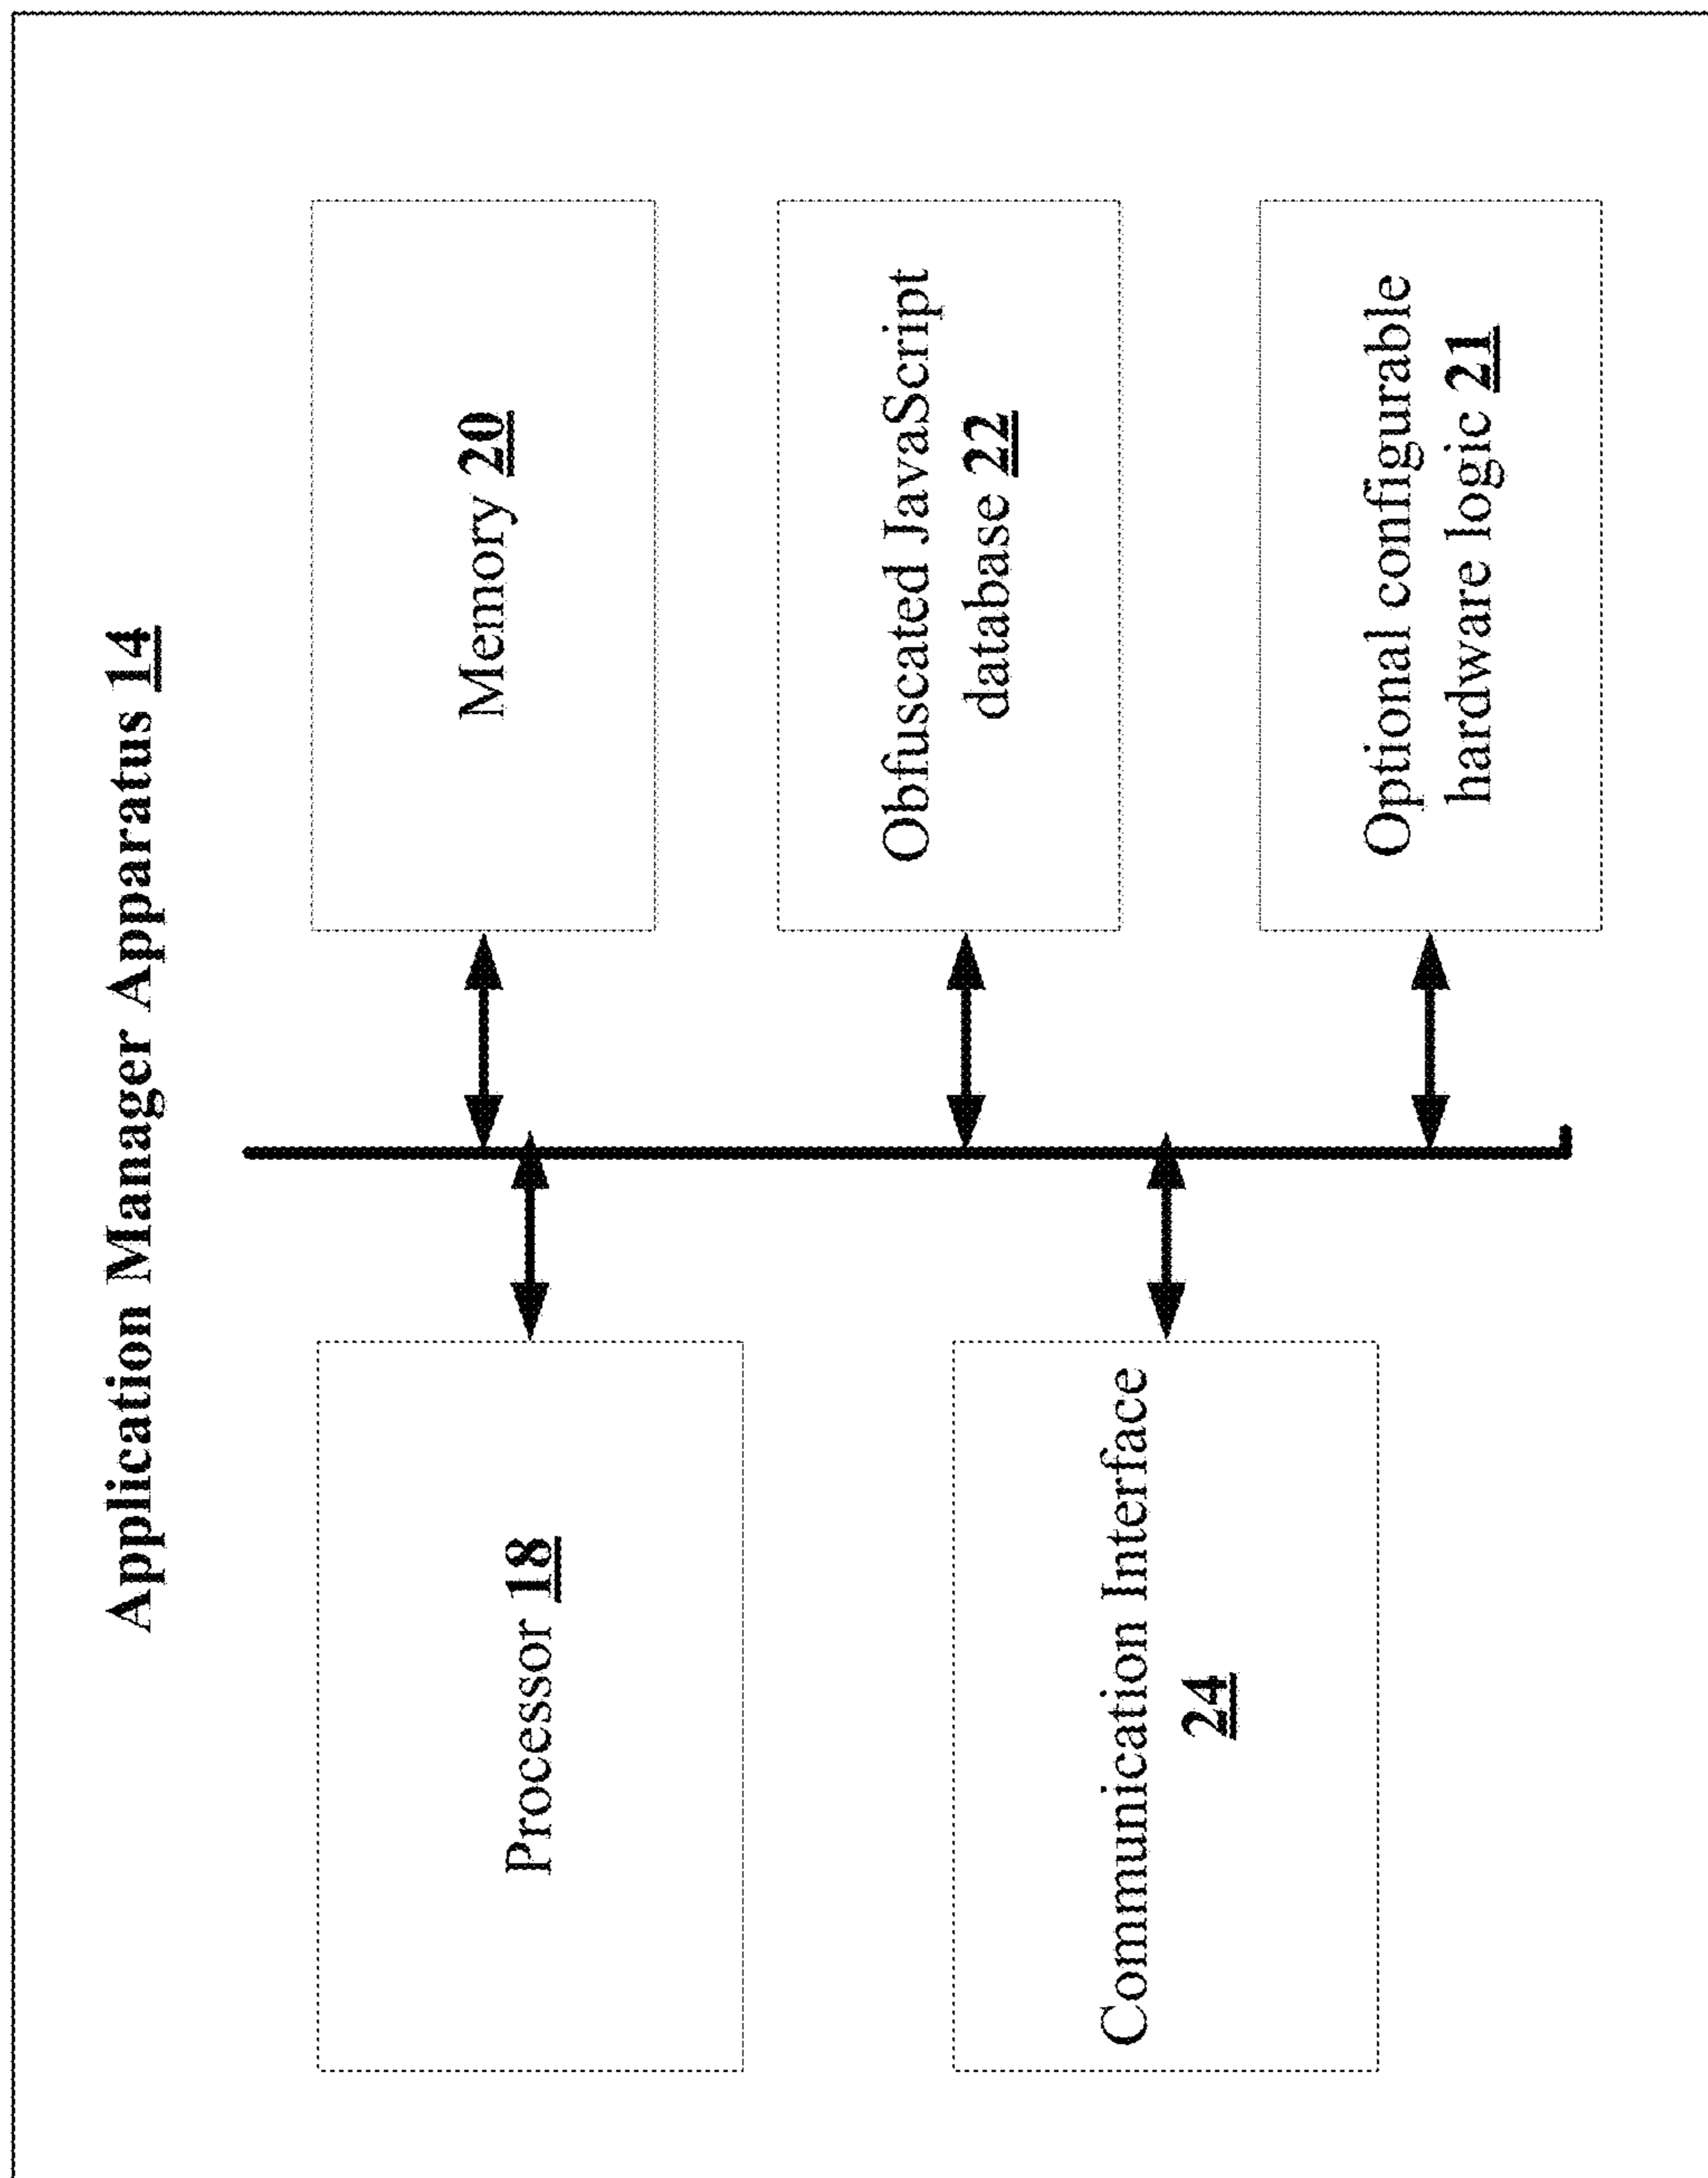 Application Manager Apparatus 14
Processor 18
Communication Interface
24
Memory 20
Obfuscated JavaScript
database 22
Optional configurable
hardware logic 21